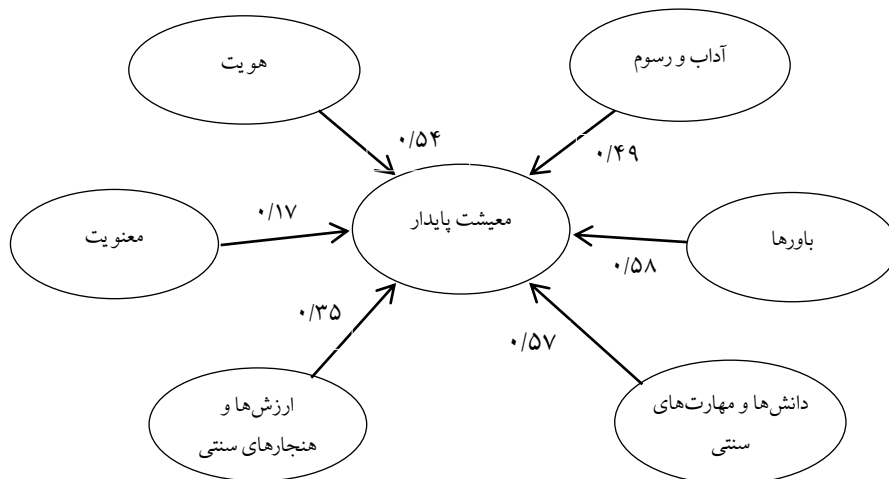 آداب و رسوم
هویت
۰/۵۴
۰/۴۹
معیشت پایدار
۰/۱۷
معنویت
باورها
۰/۵۸
۰/۳۵
۰/۵۷
دانش‌ها و مهارت‌های
سنتی
ارزش‌ها و
هنجارهای سنتی